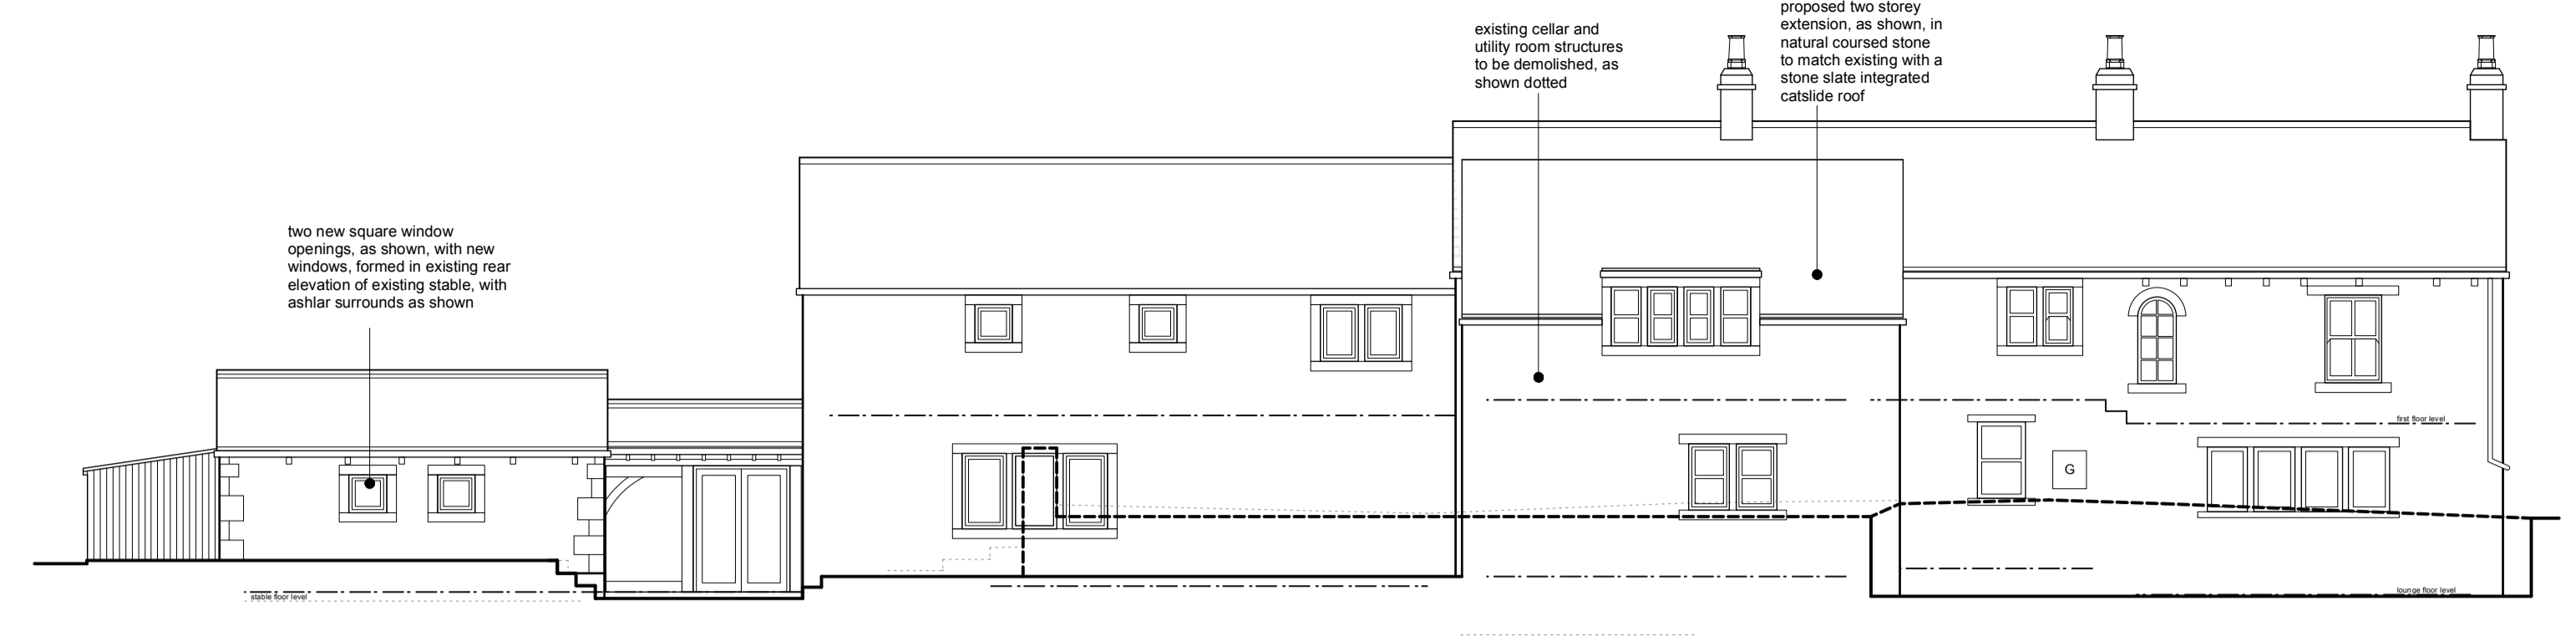 proposed two storey
extension, as shown, in
natural coursed stone
to match existing with a
stone slate integrated
catslide roof
existing cellar and
utility room structures
to be demolished, as
shown dotted
two new square window
openings, as shown, with new
windows, formed in existing rear
elevation of existing stable, with
ashlar surrounds as shown
first floor level
G
stable floor level
lounge floor level